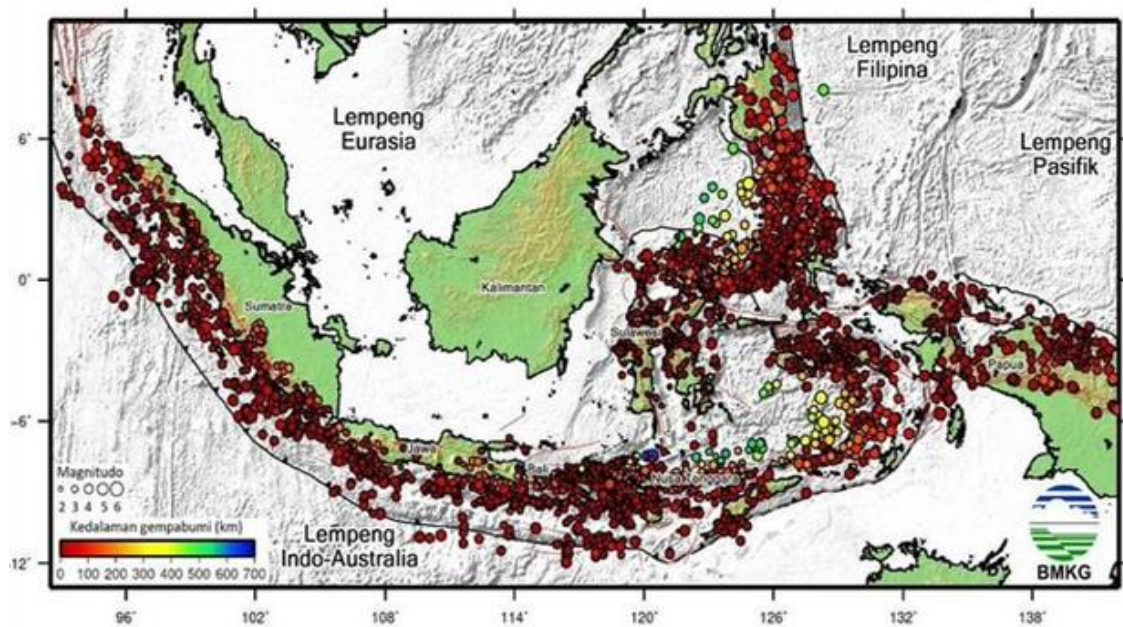 Lempeng
Filipina
Lempeng
Eurasia
Lempeng
Pasifik
6°
0°
-6°
-12°
Kalimantan
Sumatra
Sulawesi
Papua
Jawa
Bali
Nusa Tenggara
Magnitudo
2 3 4 5 6
Kedalaman gempabumi (km)
0 100 200 300 400 500 600 700
Lempeng
Indo-Australia
BMKG
96° 102° 108° 114° 120° 126° 132° 138°